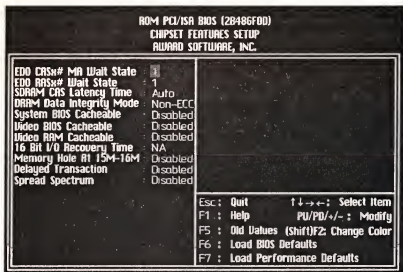 ROM PCI/ISA BIOS (2B486F0D)
CHIPSET FEATURES SETUP
AWARD SOFTWARE, INC.
EDO CASx# MA Wait State : 1
EDO RASx# Wait State : 1
SDRAM CAS Latency Time : Auto
DRAM Data Integrity Mode : Non-ECC
System BIOS Cacheable : Disabled
Video BIOS Cacheable : Disabled
Video RAM Cacheable : Disabled
16 Bit I/O Recovery Time : NA
Memory Hole At 15M-16M : Disabled
Delayed Transaction : Disabled
Spread Spectrum : Disabled
Esc : Quit ↑↓→← : Select Item
F1 : Help PU/PD/+/- : Modify
F5 : Old Values (Shift)F2: Change Color
F6 : Load BIOS Defaults
F7 : Load Performance Defaults